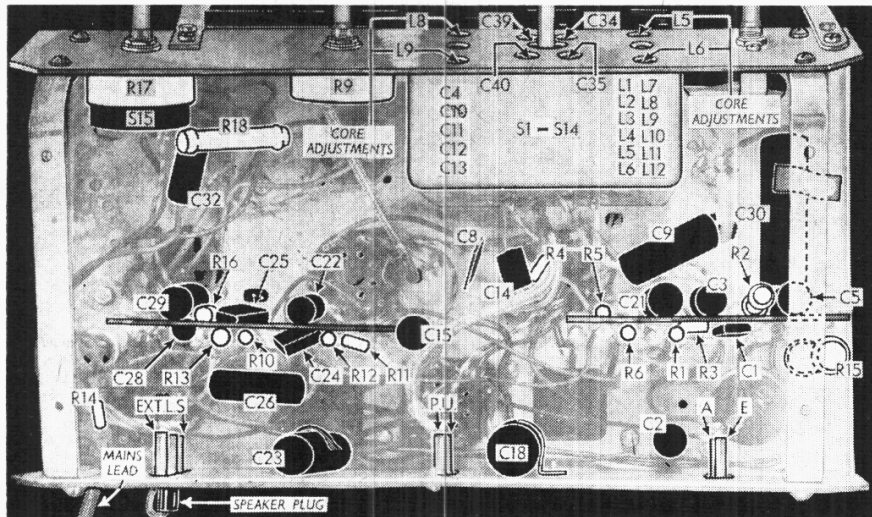 L8 C39 C34 L5
L9 C40 C35 L6
R17 R9
S15
R18
CORE ADJUSTMENTS
C4
C10
C11
C12
C13
S1 – S14
L1 L7
L2 L8
L3 L9
L4 L10
L5 L11
L6 L12
CORE ADJUSTMENTS
C32
C8
R4
R5
C9
C30
R2
R16
C25
C22
C29
C14
C21
C3
C5
C15
C28
R13
R10
C24
R12
R11
R6
R1
R3
C1
R15
R14
C26
EXT.L.S
P.U
C2
A
E
C23
C18
MAINS LEAD
SPEAKER PLUG